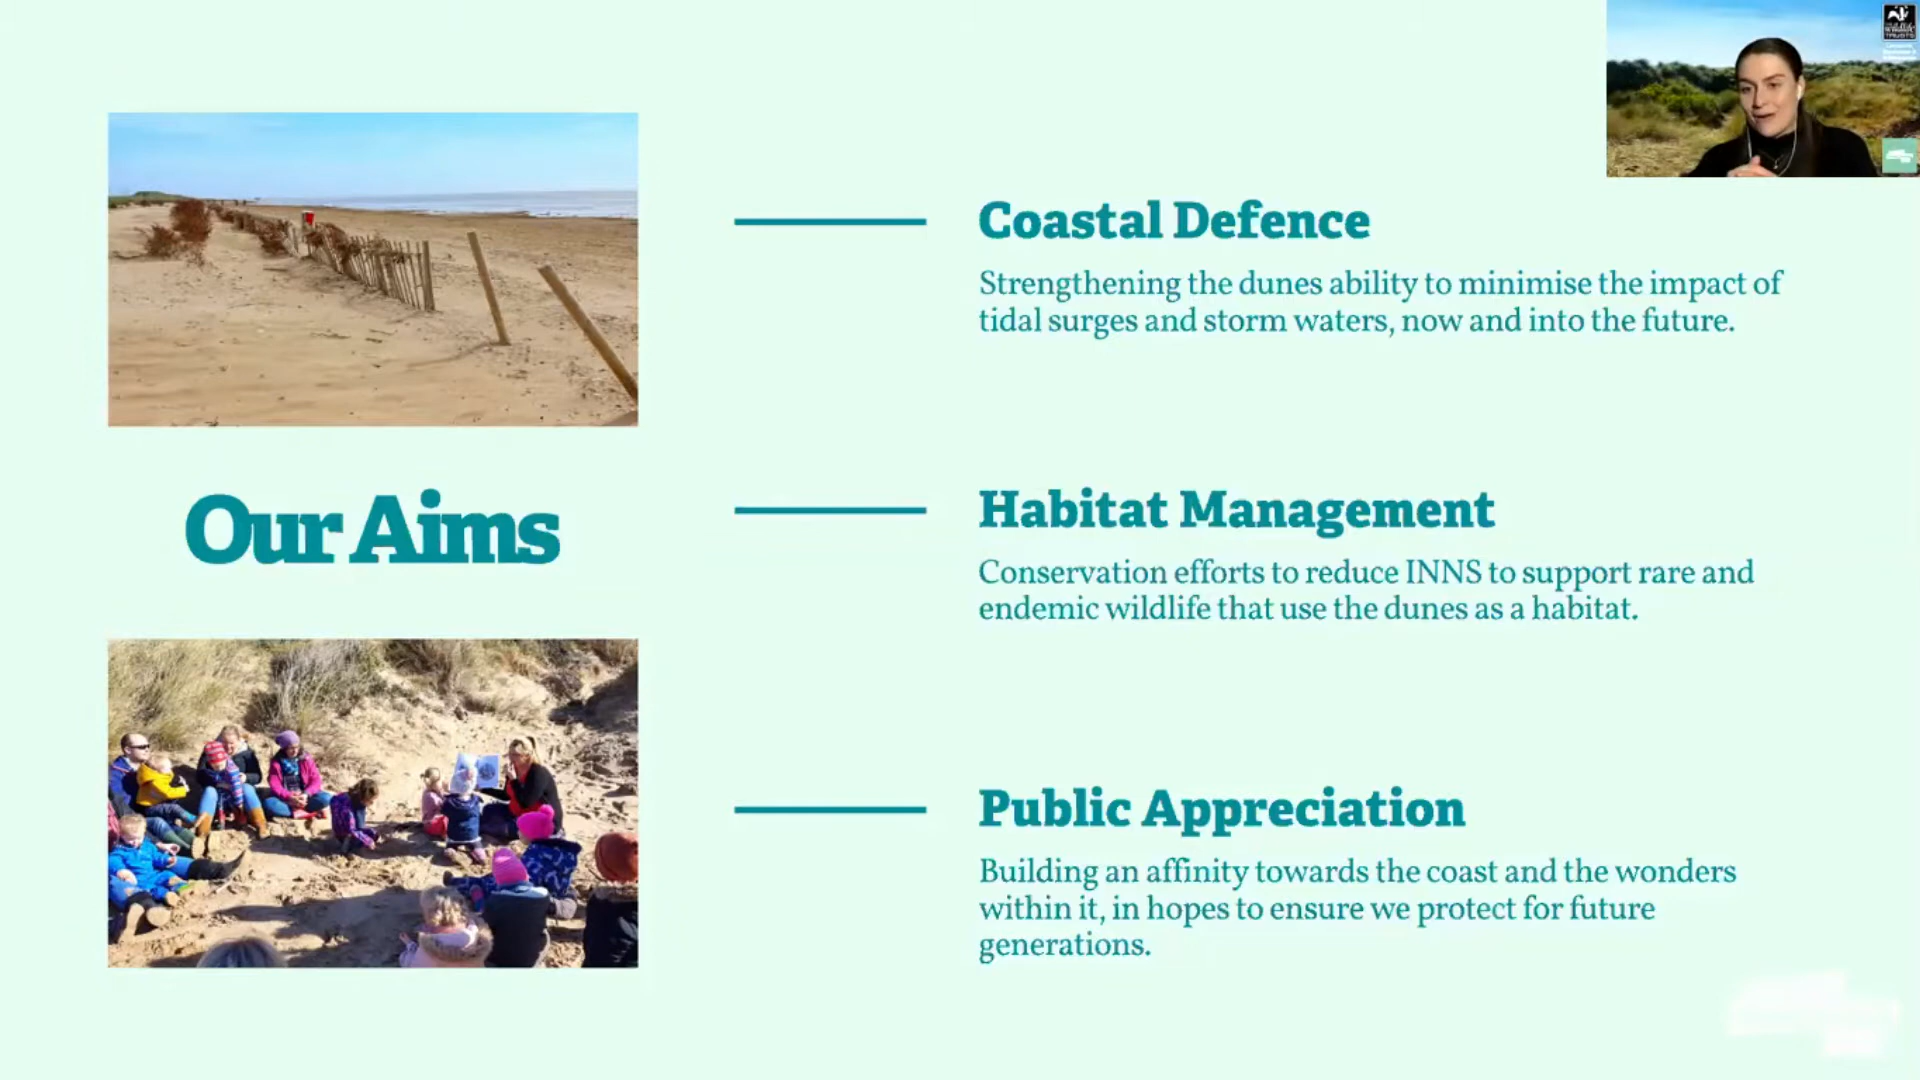 Coastal Defence
Strengthening the dunes ability to minimise the impact of
tidal surges and storm waters, now and into the future.
Our Aims
Habitat Management
Conservation efforts to reduce INNS to support rare and
endemic wildlife that use the dunes as a habitat.
Public Appreciation
Building an affinity towards the coast and the wonders
within it, in hopes to ensure we protect for future
generations.